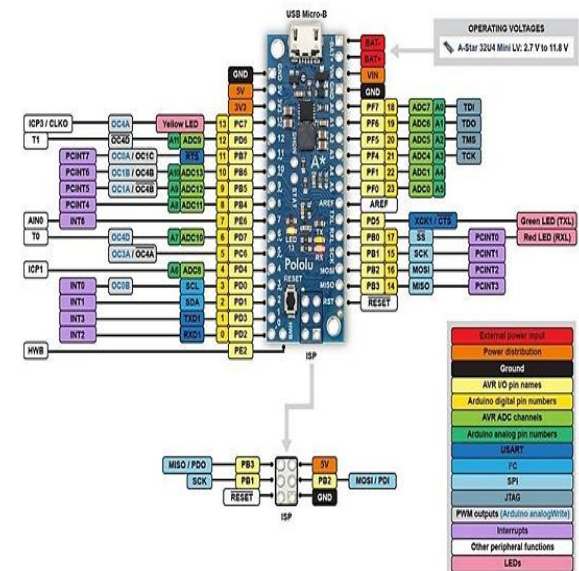 USB Micro-B
OPERATING VOLTAGES
A-Star 32U4 Mini LV: 2.7 V to 11.8 V
BAT-
BAT+
VIN
GND
PF7 18 ADC7 A0 TDI
PF6 19 ADC6 A1 TDO
PF5 20 ADC5 A2 TMS
PF4 21 ADC4 A3 TCK
PF1 22 ADC1 A4
PF0 23 ADC0 A5
AREF
PD5 XCK1 / CTS Green LED (TXL)
PB0 17 SS PCINT0 Red LED (RXL)
PB1 15 SCK PCINT1
PB2 16 MOSI PCINT2
PB3 14 MISO PCINT3
RESET
GND
5V
3V3
ICP3 / CLKO OC4A Yellow LED 13 PC7
T1 OC4D A11 ADC9 12 PD6
PCINT7 OC0A / OC1C RTS 11 PB7
PCINT6 OC1B / OC4B A10 ADC13 10 PB6
PCINT5 OC1A / OC4B A9 ADC12 9 PB5
PCINT4 A8 ADC11 8 PB4
AIN0 INT6 7 PE6
T0 OC4D A7 ADC10 6 PD7
OC3A / OC4A 5 PC6
ICP1 A6 ADC8 4 PD4
INT0 OC0B SCL 3 PD0
INT1 SDA 2 PD1
INT3 TXD1 1 PD3
INT2 RXD1 0 PD2
HWB PE2
A*
AREF
TX
RX
Pololu
RESET
SCK
MOSI
MISO
RST
ISP
MISO / PDO PB3 5V
SCK PB1 PB2 MOSI / PDI
RESET GND
ISP
External power input
Power distribution
Ground
AVR I/O pin names
Arduino digital pin numbers
AVR ADC channels
Arduino analog pin numbers
USART
I²C
SPI
JTAG
PWM outputs (Arduino analogWrite)
Interrupts
Other peripheral functions
LEDs